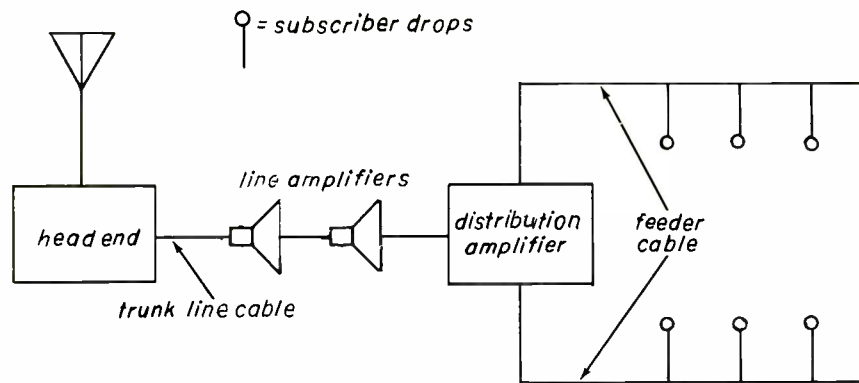 = subscriber drops
line amplifiers
head end
distribution
amplifier
feeder
cable
trunk line cable